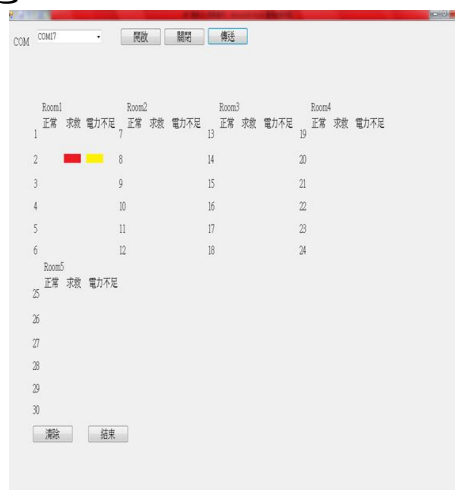 COM COM17 開啟 關閉 傳送
Room1 Room2 Room3 Room4
正常 求救 電力不足 正常 求救 電力不足 正常 求救 電力不足 正常 求救 電力不足
1 7 13 19
2 8 14 20
3 9 15 21
4 10 16 22
5 11 17 23
6 12 18 24
Room5
正常 求救 電力不足
25
26
27
28
29
30
清除 結束